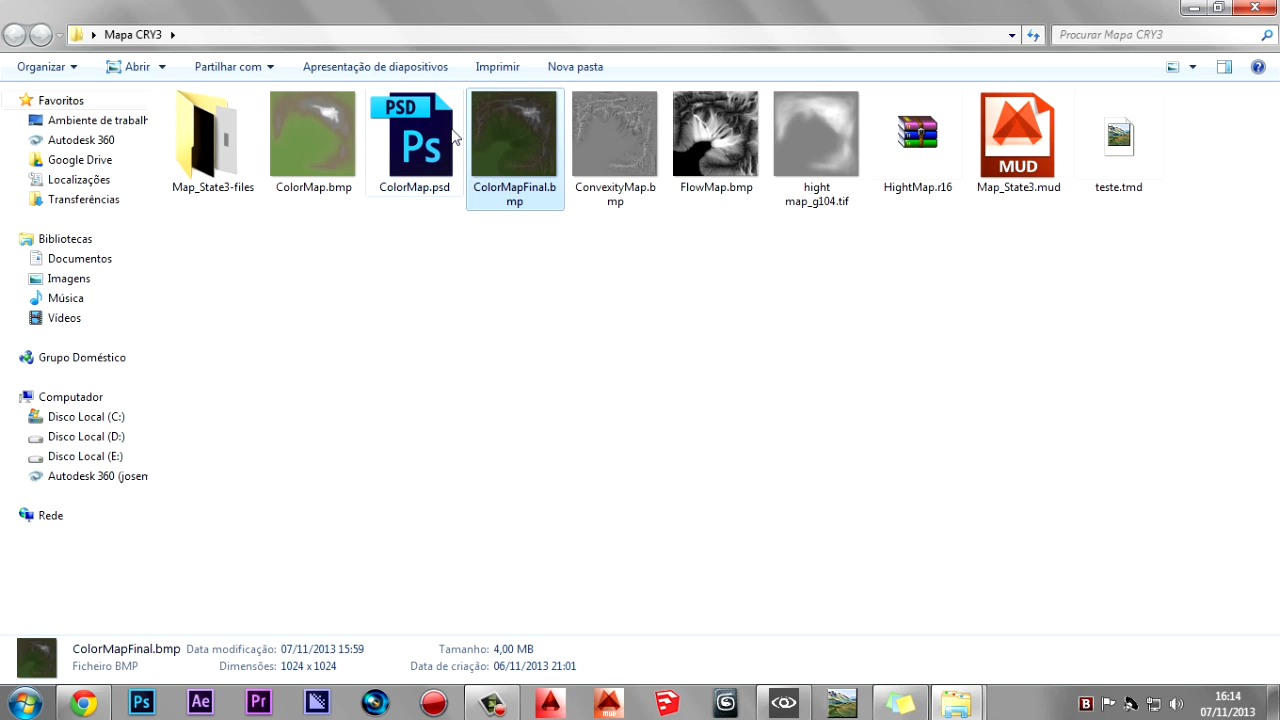 Mapa CRY3
Procurar Mapa CRY3
Organizar
Abrir
Partilhar com
Apresentação de diapositivos
Imprimir
Nova pasta
Favoritos
Ambiente de trabalh
Autodesk 360
Google Drive
Localizações
Transferências
Bibliotecas
Documentos
Imagens
Música
Vídeos
Grupo Doméstico
Computador
Disco Local (C:)
Disco Local (D:)
Disco Local (E:)
Autodesk 360 (josen
Rede
PSD
Ps
MUD
Map_State3-files
ColorMap.bmp
ColorMap.psd
ColorMapFinal.b
mp
ConvexityMap.b
mp
FlowMap.bmp
hight
map_g104.tif
HightMap.r16
Map_State3.mud
teste.tmd
ColorMapFinal.bmp
Data modificação: 07/11/2013 15:59
Tamanho: 4,00 MB
Ficheiro BMP
Dimensões: 1024 x 1024
Data de criação: 06/11/2013 21:01
Ps
Ae
Pr
MUD
B
16:14
07/11/2013